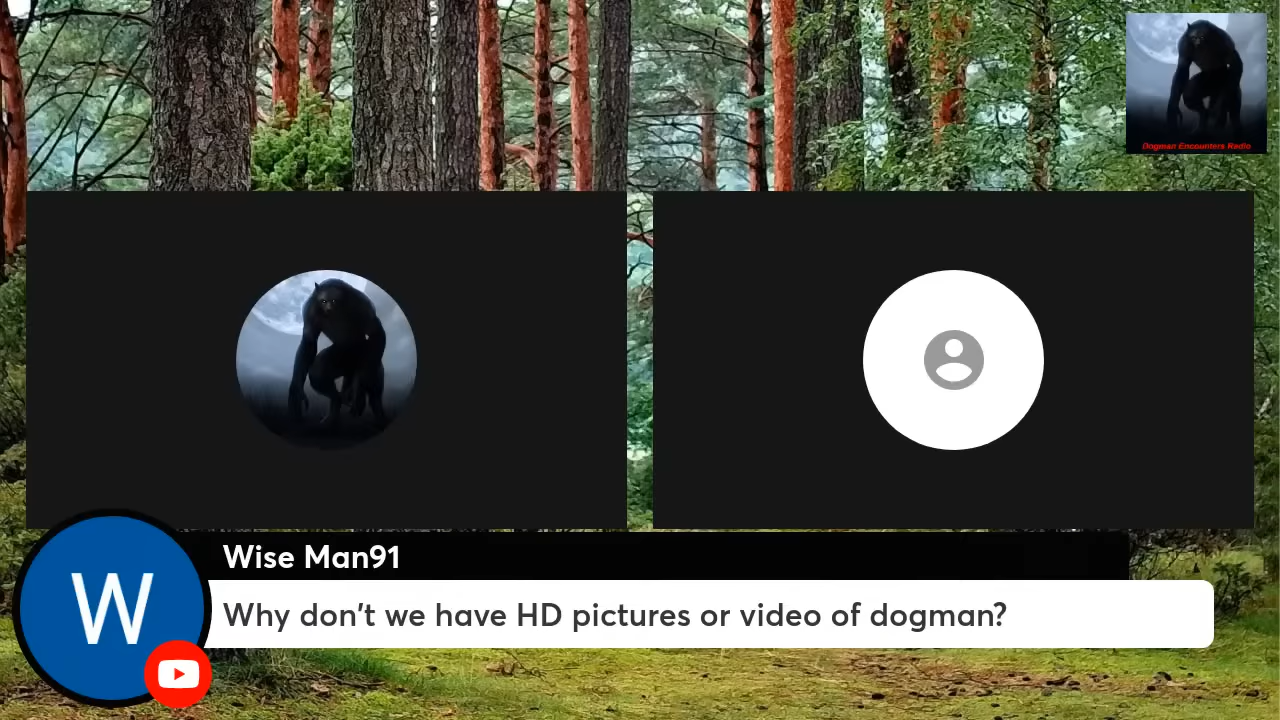 Dogman Encounters Radio
W
Wise Man91
Why don't we have HD pictures or video of dogman?